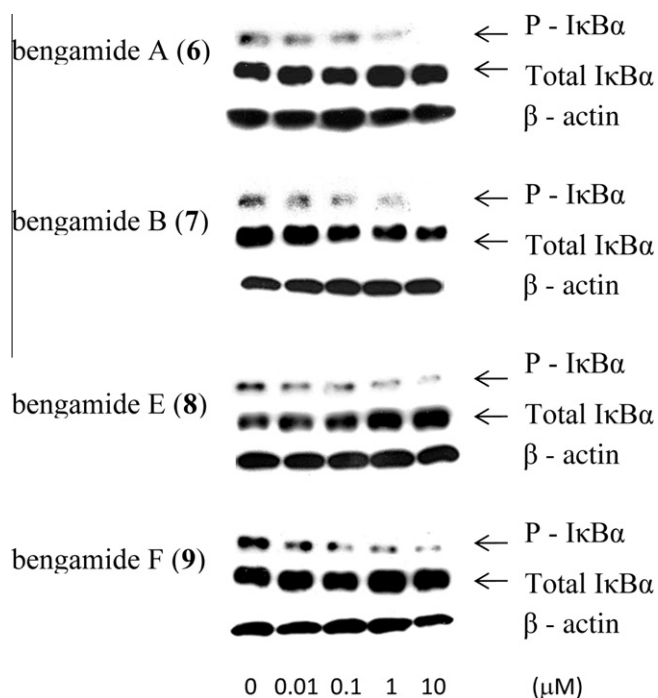 P - IκBα
bengamide A (6)
Total IκBα
β - actin
P - IκBα
bengamide B (7)
Total IκBα
β - actin
P - IκBα
bengamide E (8)
Total IκBα
β - actin
P - IκBα
bengamide F (9)
Total IκBα
β - actin
0 0.01 0.1 1 10 (μM)